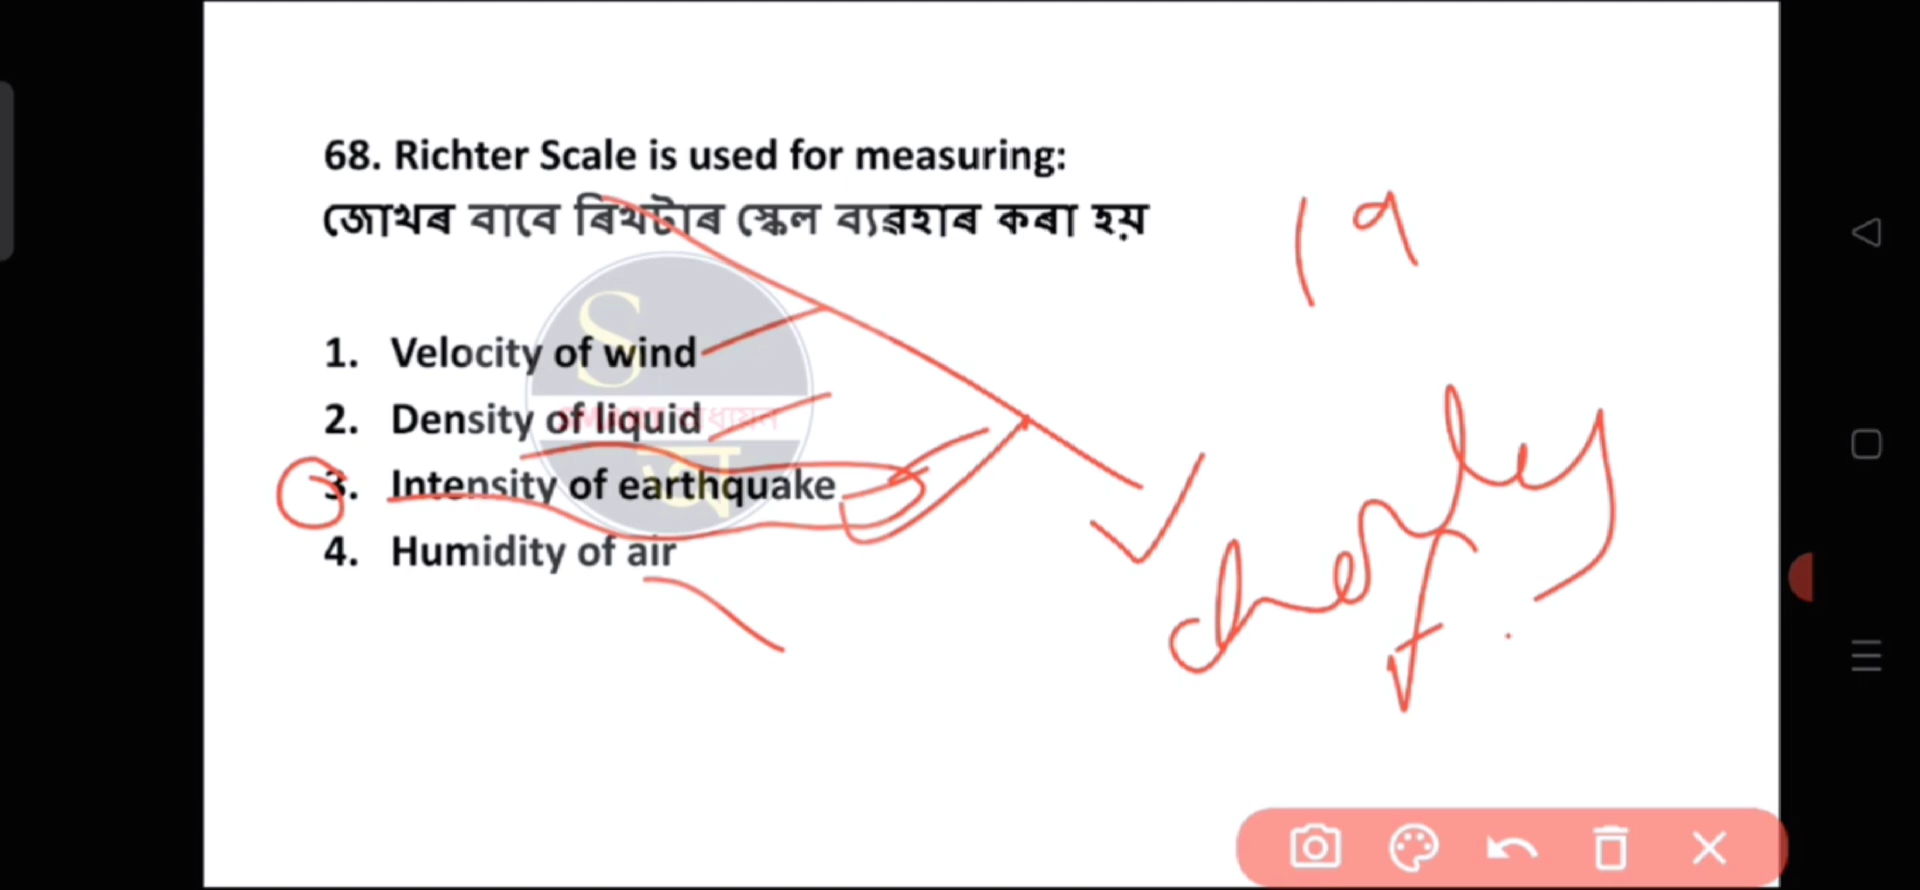 68. Richter Scale is used for measuring:
জোখৰ বাবে ৰিখটাৰ স্কেল ব্যৱহাৰ কৰা হয়
1. Velocity of wind
2. Density of liquid
3. Intensity of earthquake
4. Humidity of air
S
অ